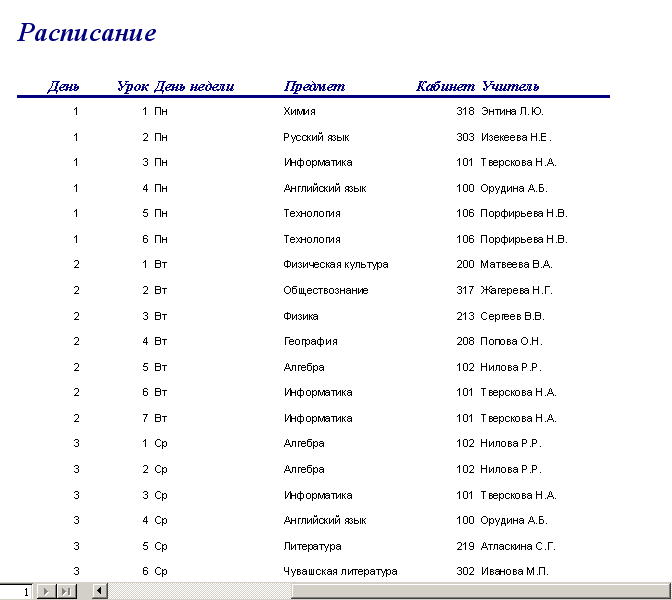 Расписание
День Урок День недели Предмет Кабинет Учитель
1 1 Пн Химия 318 Энтина Л.Ю.
1 2 Пн Русский язык 303 Изекеева Н.Е.
1 3 Пн Информатика 101 Тверскова Н.А.
1 4 Пн Английский язык 100 Орудина А.Б.
1 5 Пн Технология 106 Порфирьева Н.В.
1 6 Пн Технология 106 Порфирьева Н.В.
2 1 Вт Физическая культура 200 Матвеева В.А.
2 2 Вт Обществознание 317 Жагерева Н.Г.
2 3 Вт Физика 213 Сергеев В.В.
2 4 Вт География 208 Попова О.Н.
2 5 Вт Алгебра 102 Нилова Р.Р.
2 6 Вт Информатика 101 Тверскова Н.А.
2 7 Вт Информатика 101 Тверскова Н.А.
3 1 Ср Алгебра 102 Нилова Р.Р.
3 2 Ср Алгебра 102 Нилова Р.Р.
3 3 Ср Информатика 101 Тверскова Н.А.
3 4 Ср Английский язык 100 Орудина А.Б.
3 5 Ср Литература 219 Атласкина С.Г.
3 6 Ср Чувашская литература 302 Иванова М.П.
1